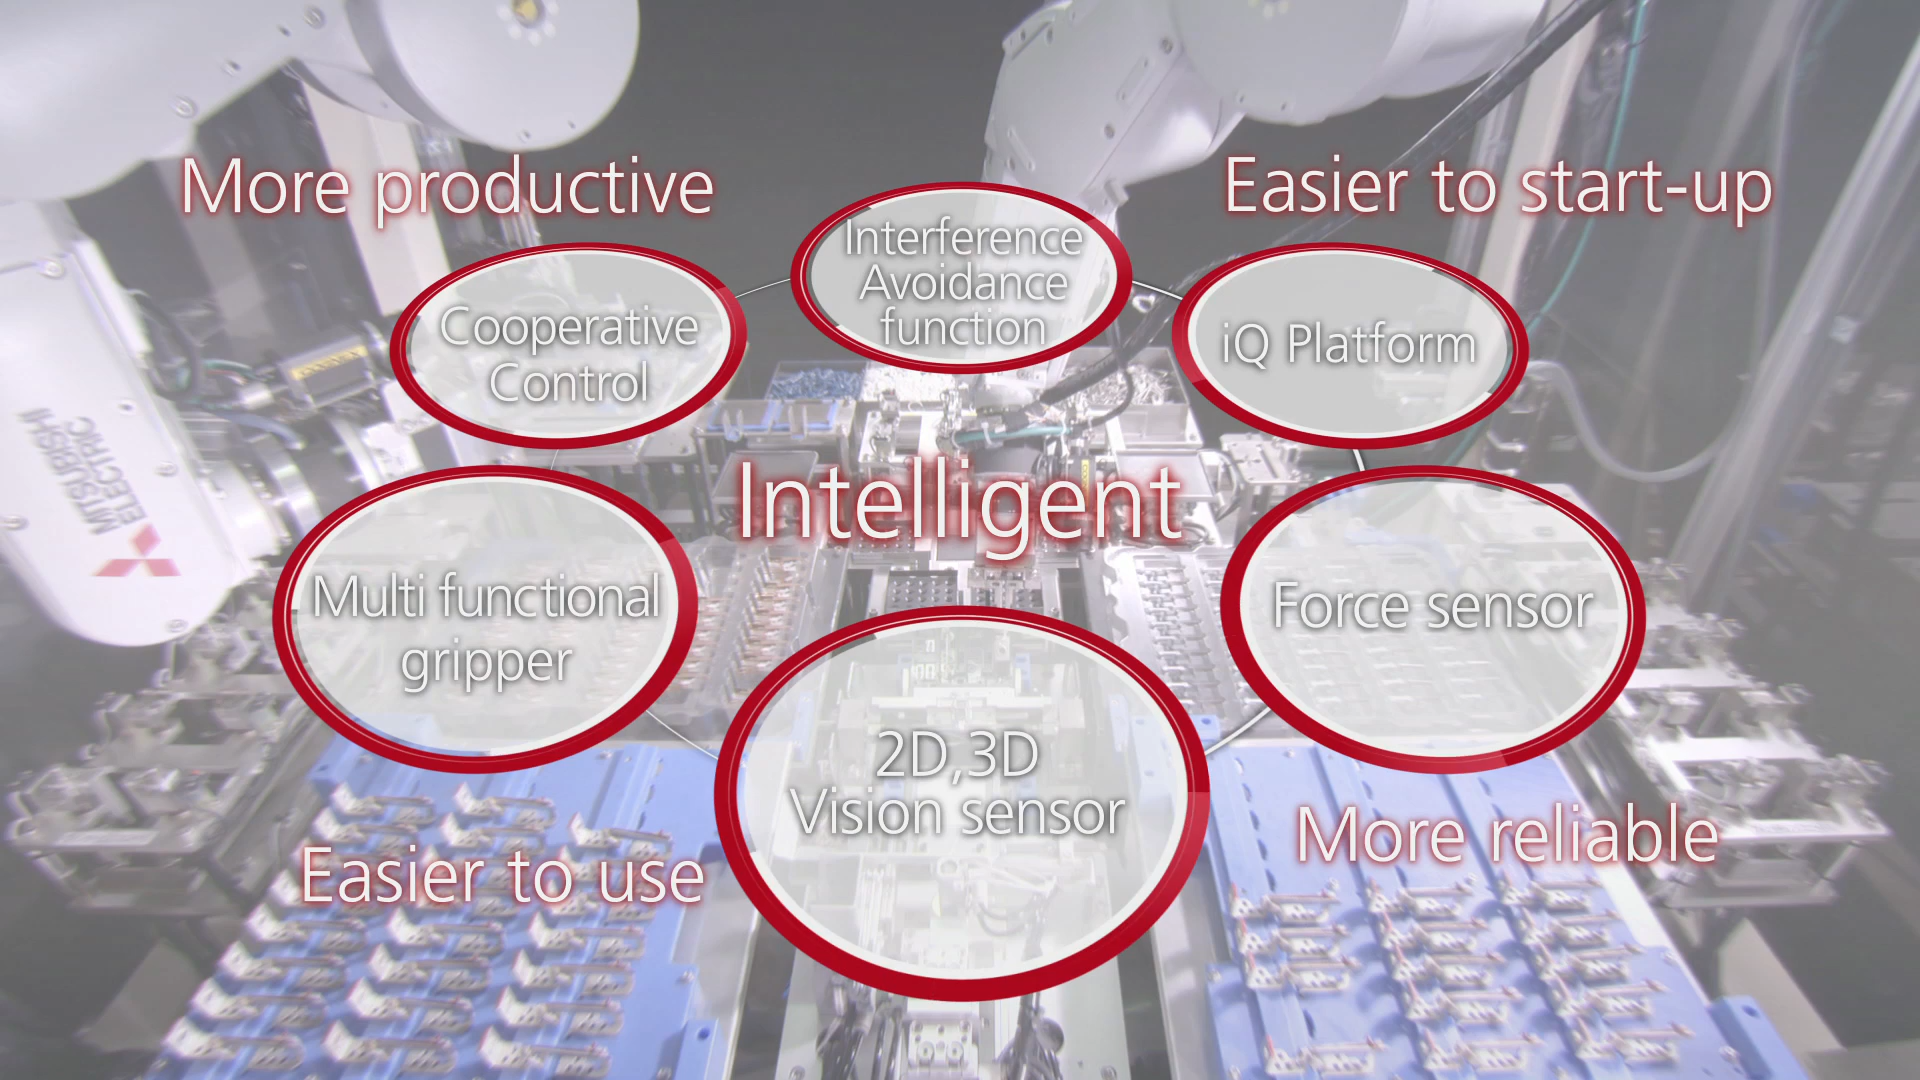 More productive
Easier to start-up
Interference
Avoidance
function
Cooperative
Control
iQ Platform
MITSUBISHI
ELECTRIC
Intelligent
Multi functional
gripper
Force sensor
2D,3D
Vision sensor
Easier to use
More reliable